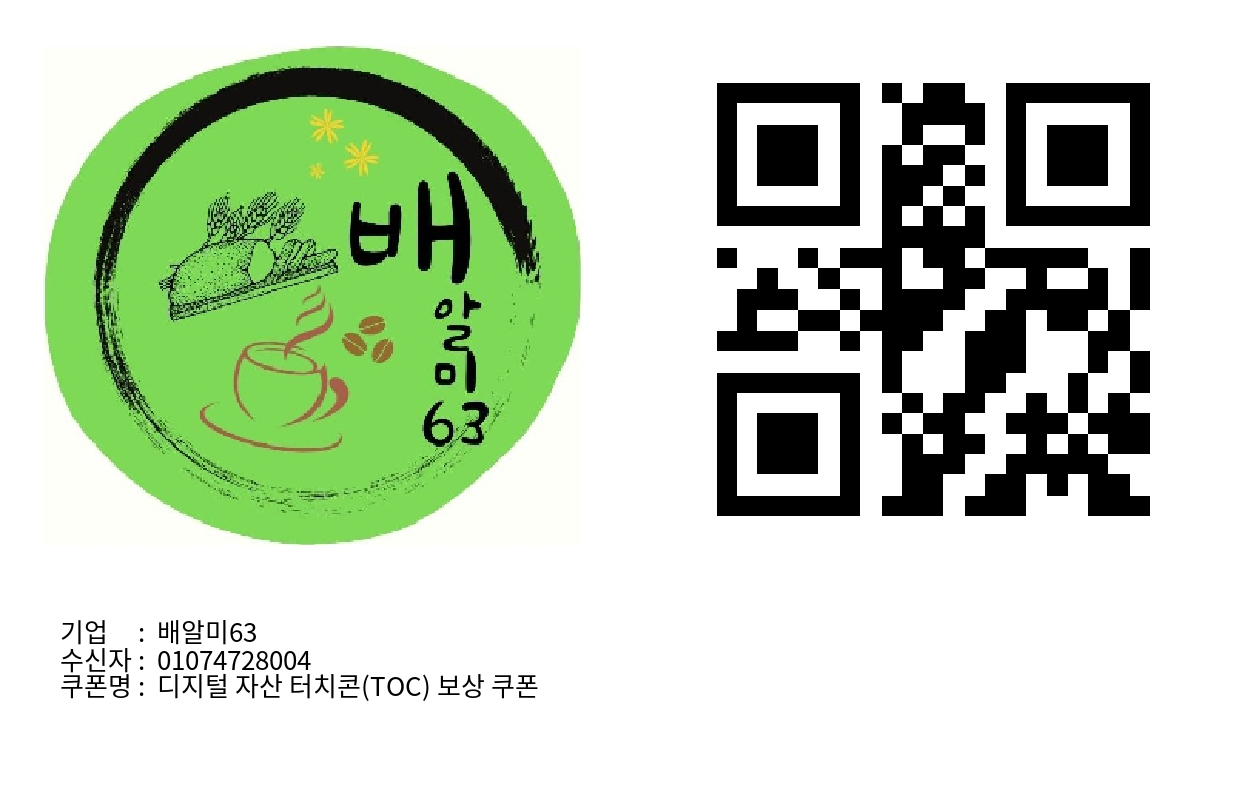 배
알
미
63
기업 : 배알미63
수신자 : 01074728004
쿠폰명 : 디지털 자산 터치콘(TOC) 보상 쿠폰